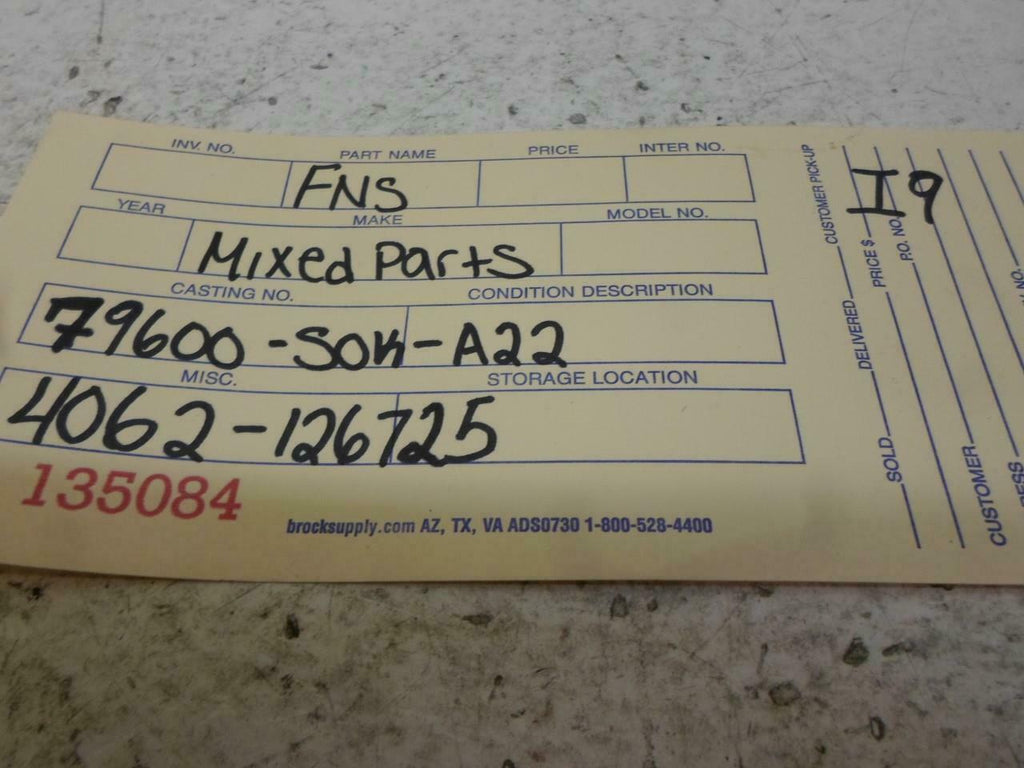 INV. NO. PART NAME PRICE INTER NO.
FNS
YEAR MAKE MODEL NO.
Mixed Parts
CASTING NO. CONDITION DESCRIPTION
79600-SOK-A22
MISC. STORAGE LOCATION
4062-126725
135084
brocksupply.com AZ, TX, VA ADS0730 1-800-528-4400
CUSTOMER PICK-UP
I9
SOLD DELIVERED PRICE $ P.O. NO.
CUSTOMER
NO.